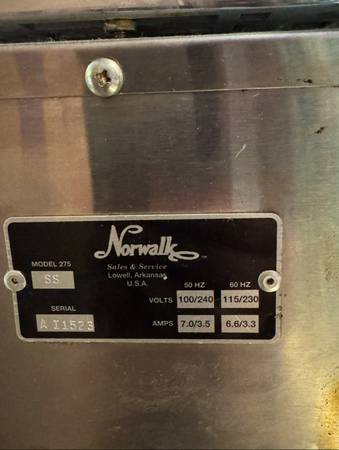 Norwalk
Sales & Service
Lowell, Arkansas
U.S.A.
MODEL 275
SS
SERIAL
A I1523
50 HZ 60 HZ
VOLTS 100/240 115/230
AMPS 7.0/3.5 6.6/3.3